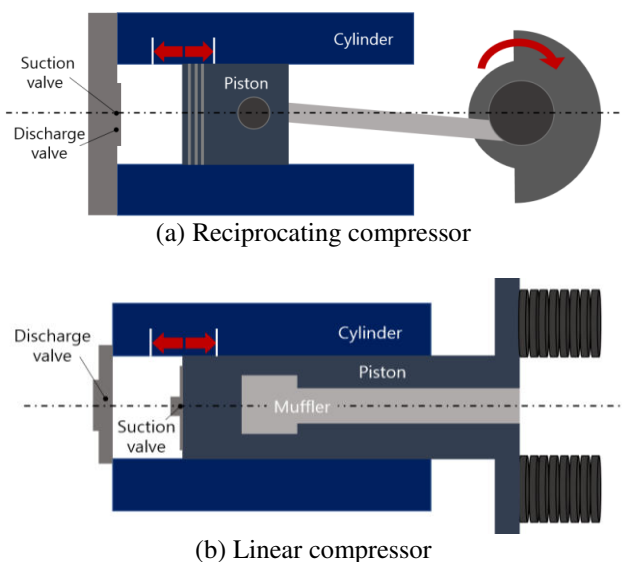 Cylinder
Suction
valve
Piston
Discharge
valve
(a) Reciprocating compressor
Discharge
valve
Cylinder
Piston
Muffler
Suction
valve
(b) Linear compressor